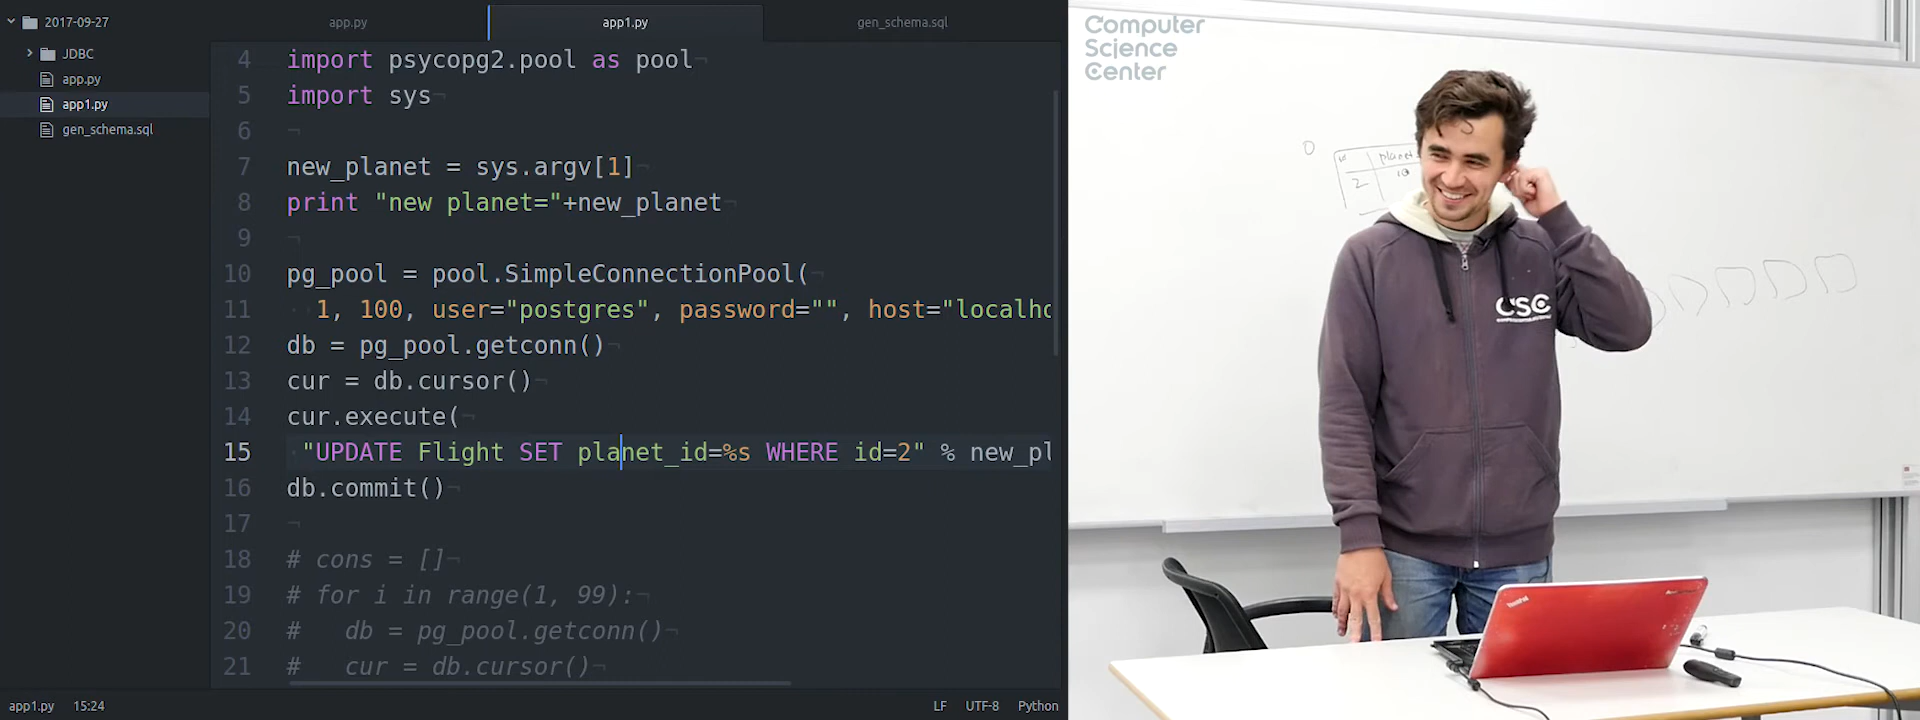 2017-09-27
JDBC
app.py
app1.py
gen_schema.sql
app.py
app1.py
gen_schema.sql
4 import psycopg2.pool as pool
5 import sys
6
7 new_planet = sys.argv[1]
8 print "new planet="+new_planet
9
10 pg_pool = pool.SimpleConnectionPool(
11 1, 100, user="postgres", password="", host="localho
12 db = pg_pool.getconn()
13 cur = db.cursor()
14 cur.execute(
15 "UPDATE Flight SET planet_id=%s WHERE id=2" % new_pl
16 db.commit()
17
18 # cons = []
19 # for i in range(1, 99):
20 # db = pg_pool.getconn()
21 # cur = db.cursor()
app1.py 15:24
LF UTF-8 Python
Computer
Science
Center
planet
2 10
CSC
ThinkPad